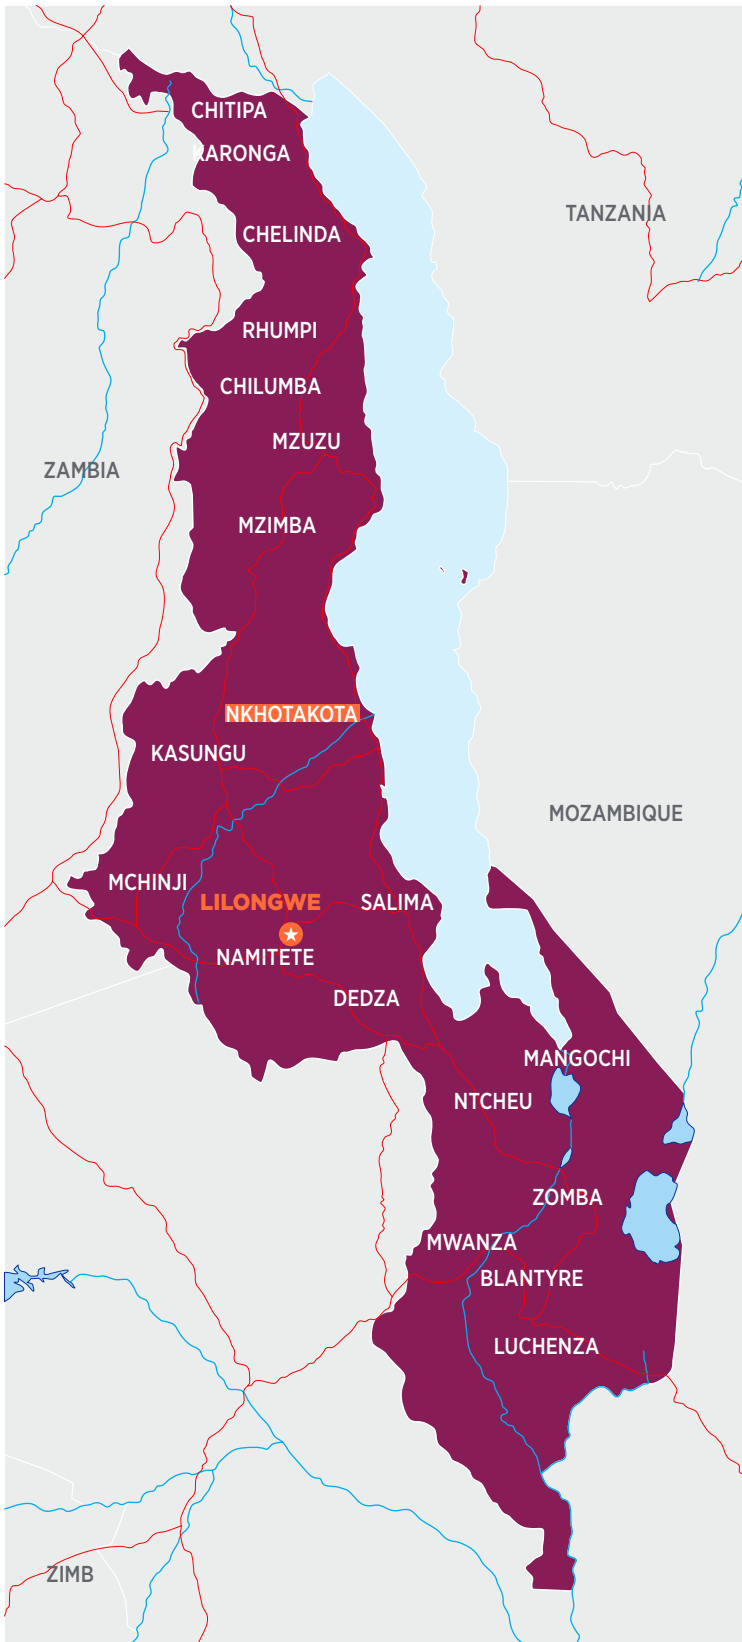 CHITIPA
KARONGA
TANZANIA
CHELINDA
RHUMPI
CHILUMBA
MZUZU
ZAMBIA
MZIMBA
NKHOTAKOTA
KASUNGU
MOZAMBIQUE
MCHINJI
LILONGWE
SALIMA
NAMITETE
DEDZA
MANGOCHI
NTCHEU
ZOMBA
MWANZA
BLANTYRE
LUCHENZA
ZIMB